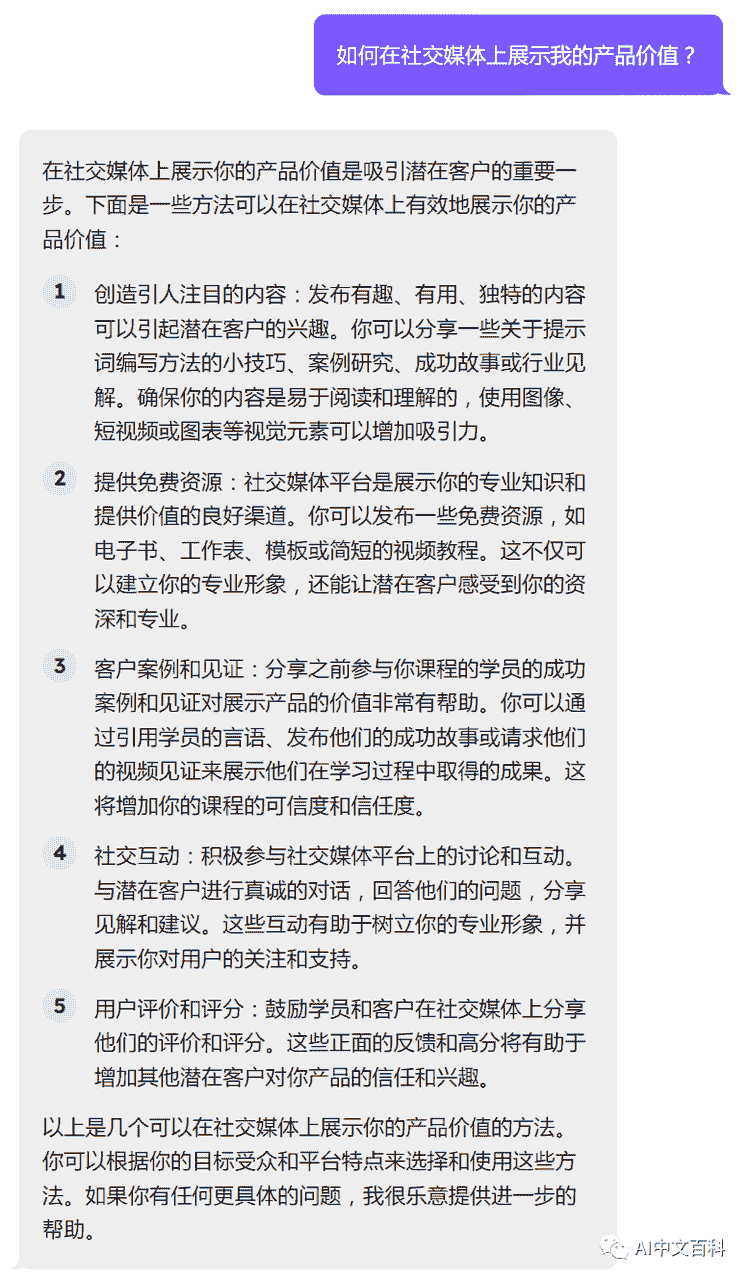 如何在社交媒体上展示我的产品价值？
在社交媒体上展示你的产品价值是吸引潜在客户的重要一
步。下面是一些方法可以在社交媒体上有效地展示你的产
品价值：
1 创造引人注目的内容：发布有趣、有用、独特的内容
可以引起潜在客户的兴趣。你可以分享一些关于提示
词编写方法的小技巧、案例研究、成功故事或行业见
解。确保你的内容是易于阅读和理解的，使用图像、
短视频或图表等视觉元素可以增加吸引力。
2 提供免费资源：社交媒体平台是展示你的专业知识和
提供价值的良好渠道。你可以发布一些免费资源，如
电子书、工作表、模板或简短的视频教程。这不仅可
以建立你的专业形象，还能让潜在客户感受到你的资
深和专业。
3 客户案例和见证：分享之前参与你课程的学员的成功
案例和见证对展示产品的价值非常有帮助。你可以通
过引用学员的言语、发布他们的成功故事或请求他们
的视频见证来展示他们在学习过程中取得的成果。这
将增加你的课程的可信度和信任度。
4 社交互动：积极参与社交媒体平台上的讨论和互动。
与潜在客户进行真诚的对话，回答他们的问题，分享
见解和建议。这些互动有助于树立你的专业形象，并
展示你对用户的关注和支持。
5 用户评价和评分：鼓励学员和客户在社交媒体上分享
他们的评价和评分。这些正面的反馈和高分将有助于
增加其他潜在客户对你产品的信任和兴趣。
以上是几个可以在社交媒体上展示你的产品价值的方法。
你可以根据你的目标受众和平台特点来选择和使用这些方
法。如果你有任何更具体的问题，我很乐意提供进一步的
帮助。
AI中文百科